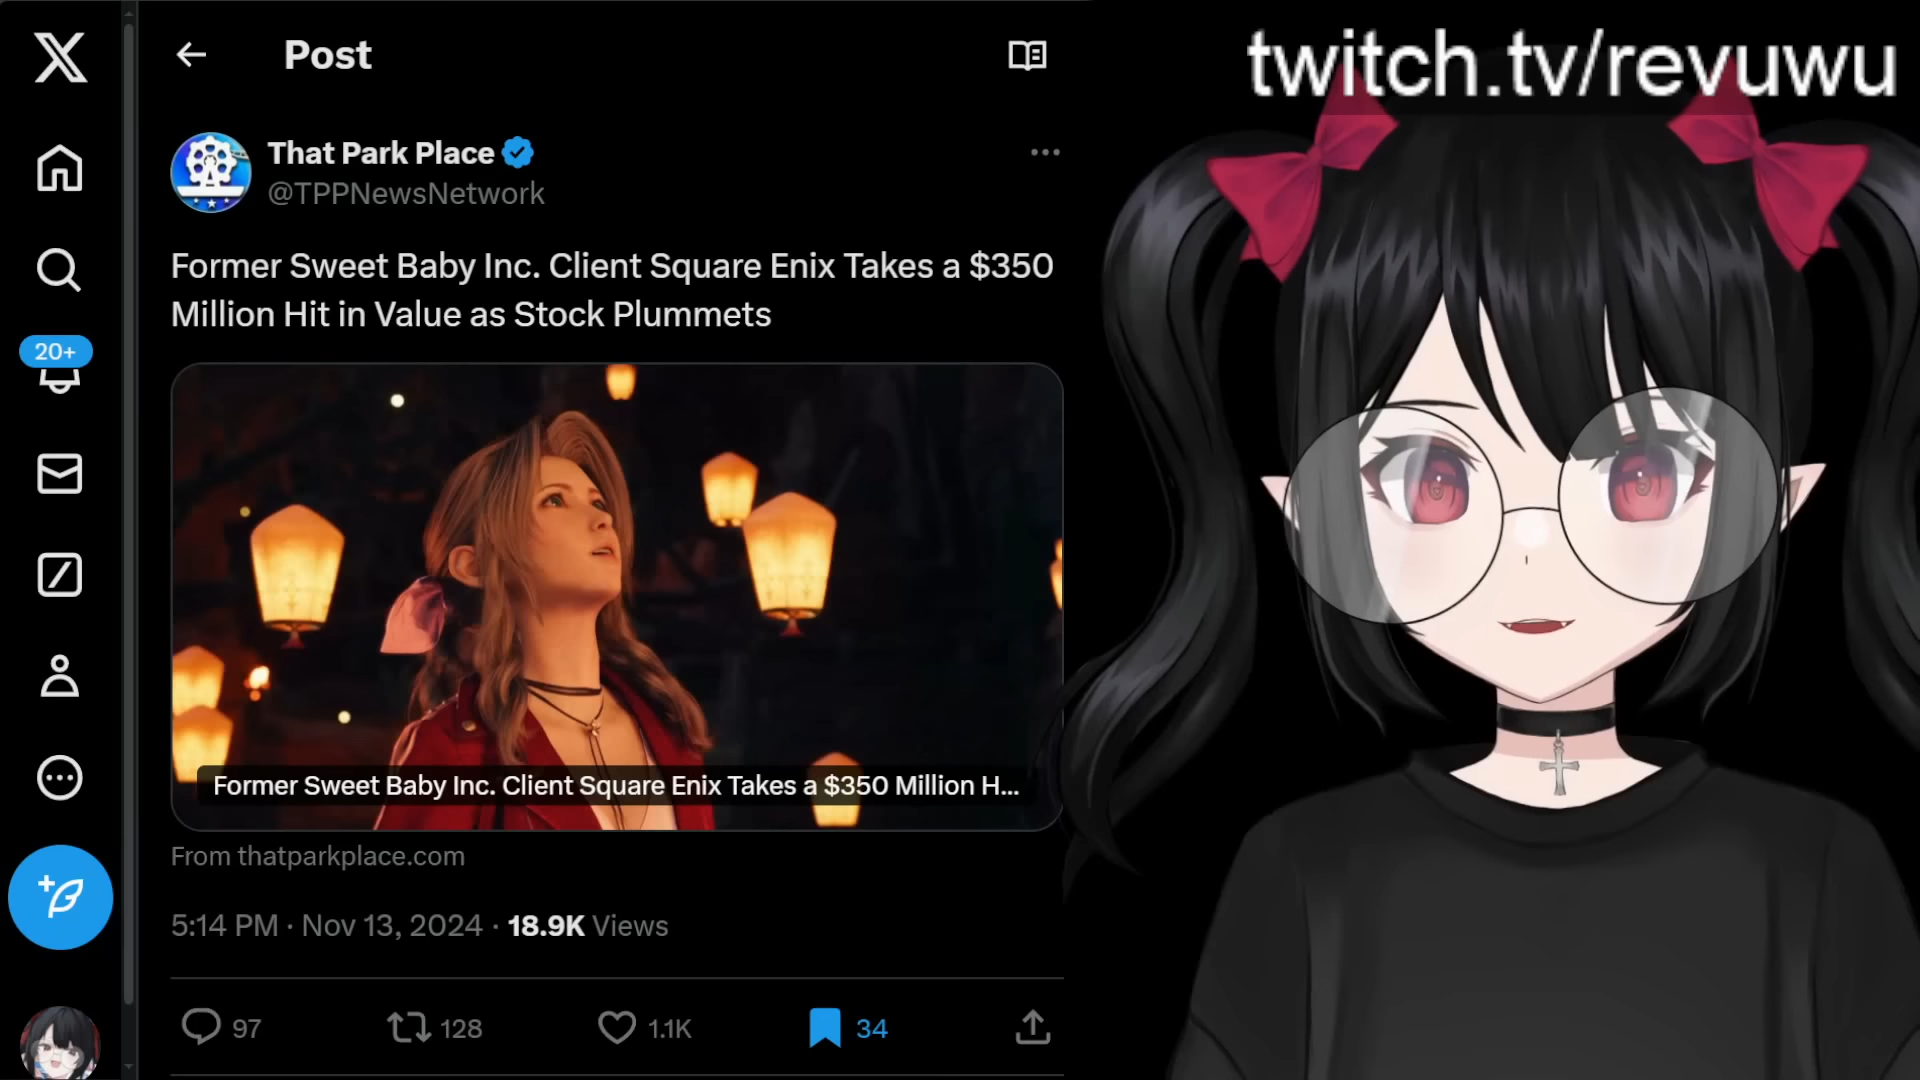 twitch.tv/revuwu
Post
That Park Place
@TPPNewsNetwork
Former Sweet Baby Inc. Client Square Enix Takes a $350
Million Hit in Value as Stock Plummets
20+
Former Sweet Baby Inc. Client Square Enix Takes a $350 Million H...
From thatparkplace.com
5:14 PM · Nov 13, 2024 · 18.9K Views
97 128 1.1K 34